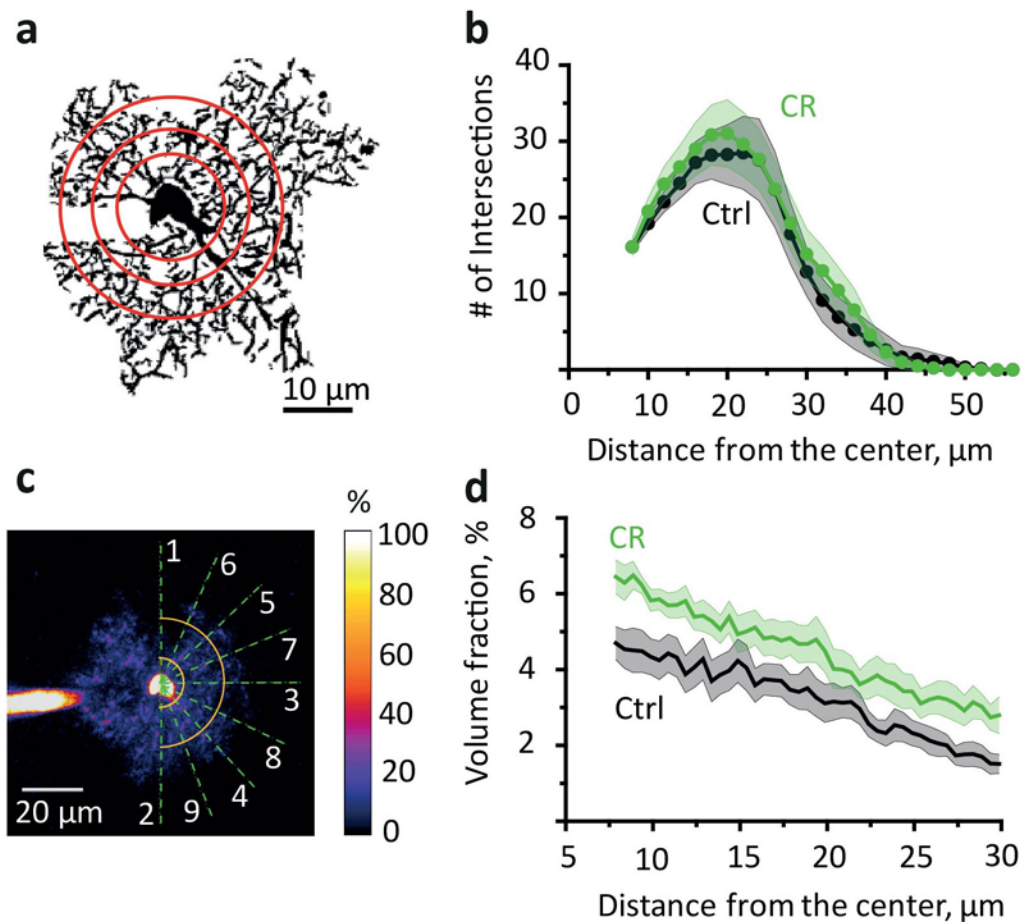 a
10 µm
b
# of Intersections
40
30
20
10
CR
Ctrl
0 10 20 30 40 50
Distance from the center, µm
c
%
100
80
60
40
20
0
1
6
5
7
3
8
4
9
2
20 µm
d
Volume fraction, %
8
6
4
2
CR
Ctrl
5 10 15 20 25 30
Distance from the center, µm